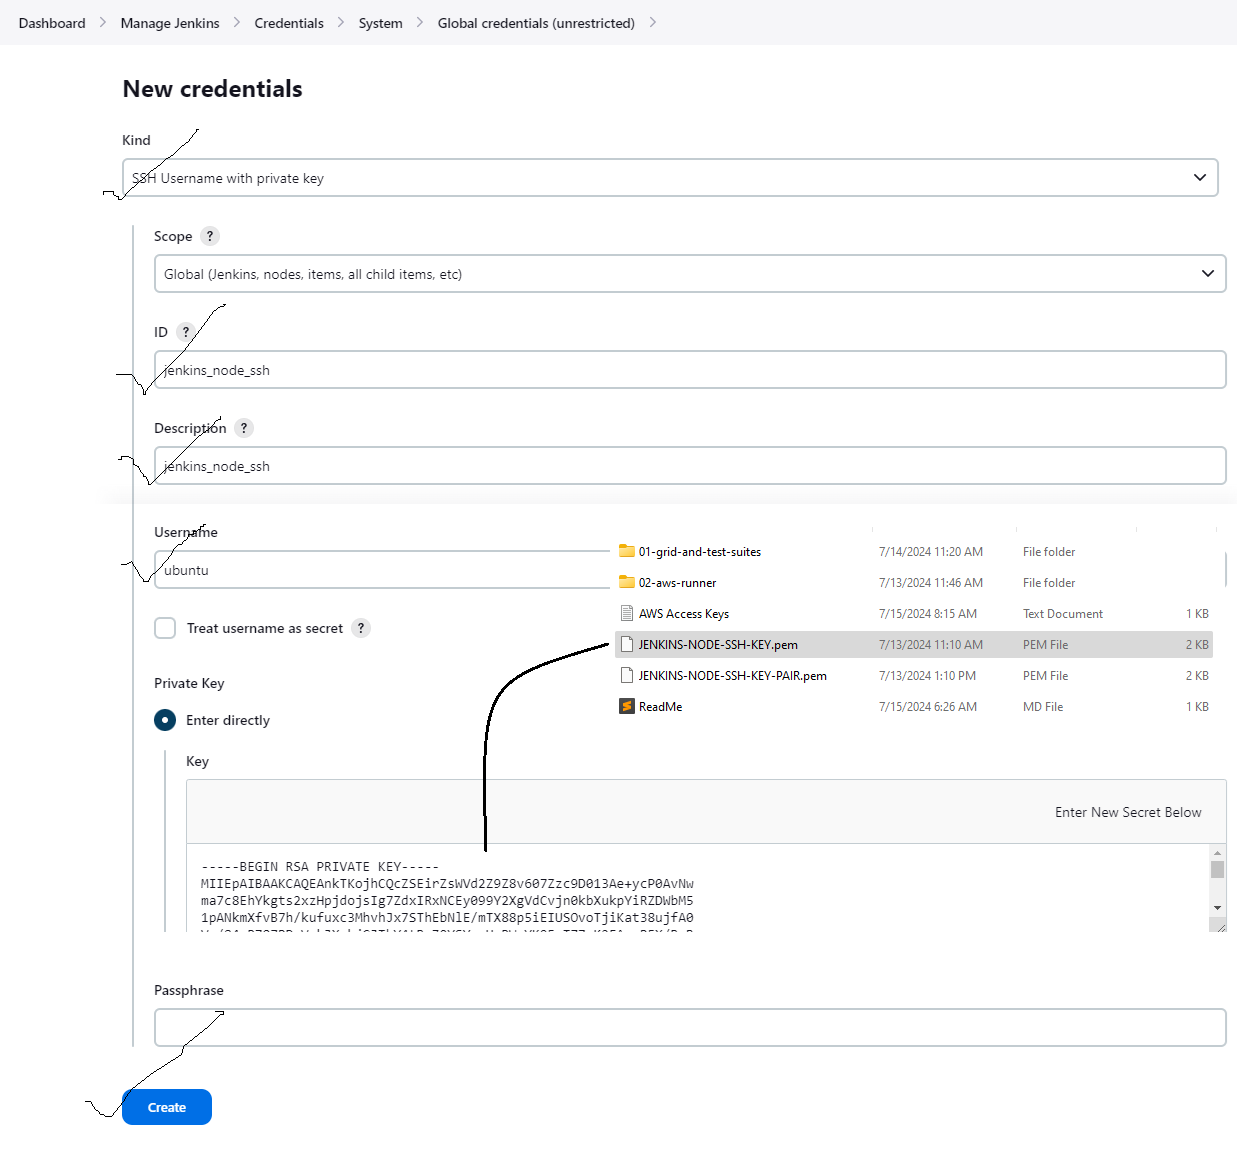 Dashboard > Manage Jenkins > Credentials > System > Global credentials (unrestricted) >
New credentials
Kind
SSH Username with private key
Scope ?
Global (Jenkins, nodes, items, all child items, etc)
ID ?
jenkins_node_ssh
Description ?
jenkins_node_ssh
Username
ubuntu
01-grid-and-test-suites 7/14/2024 11:20 AM File folder
02-aws-runner 7/13/2024 11:46 AM File folder
AWS Access Keys 7/15/2024 8:15 AM Text Document 1 KB
JENKINS-NODE-SSH-KEY.pem 7/13/2024 11:10 AM PEM File 2 KB
JENKINS-NODE-SSH-KEY-PAIR.pem 7/13/2024 1:10 PM PEM File 2 KB
ReadMe 7/15/2024 6:26 AM MD File 1 KB
Treat username as secret ?
Private Key
Enter directly
Key
Enter New Secret Below
-----BEGIN RSA PRIVATE KEY-----
MIIEpAIBAAKCAQEAnkTKojhCQcZSEirZsWVd2Z9Z8v607Zzc9D013Ae+ycP0AvNw
ma7c8EhYkgts2xzHpjdojsIg7ZdxIRxNCEy099Y2XgVdCvjn0kbXukpYiRZDWbM5
1pANkmXfvB7h/kufuxc3MhvhJx7SThEbNlE/mTX88p5iEIUSOvoTjiKat38ujfA0
Passphrase
Create